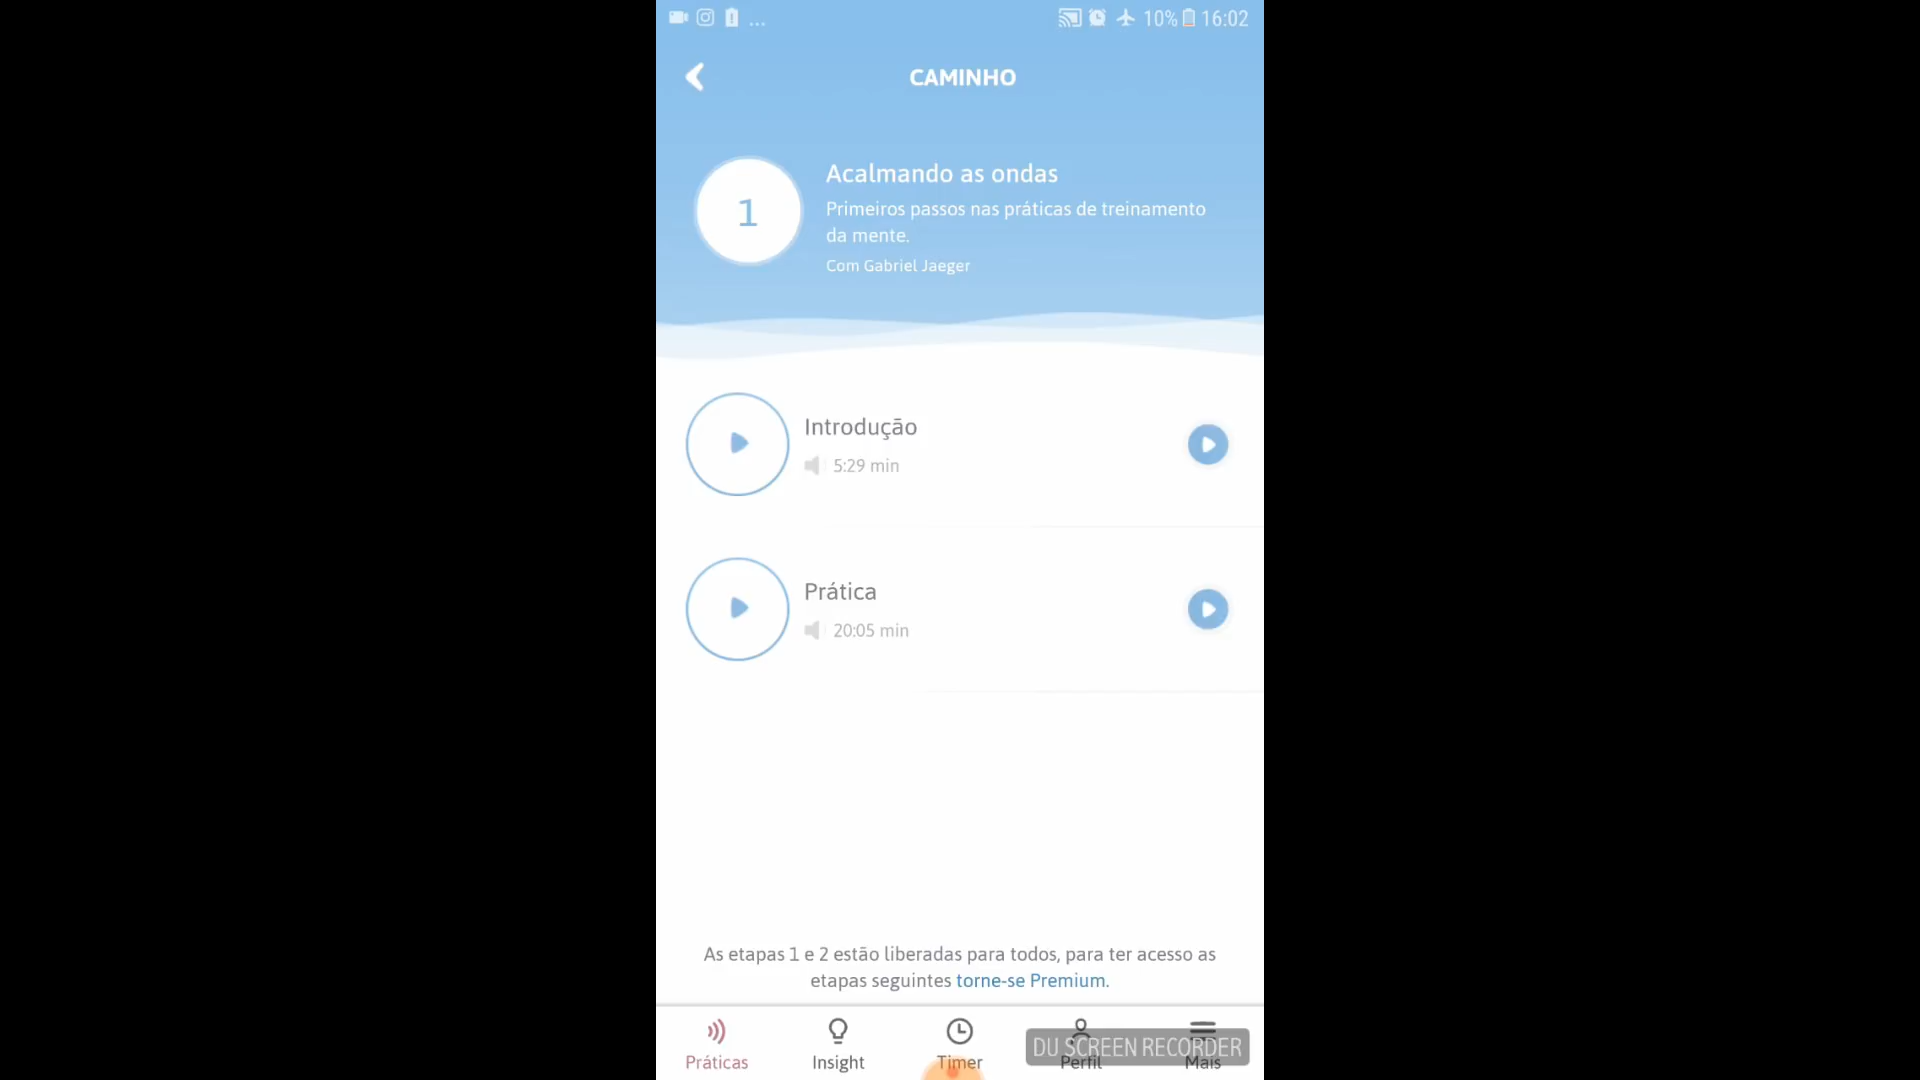 ... 10% 16:02
CAMINHO
1
Acalmando as ondas
Primeiros passos nas práticas de treinamento
da mente.
Com Gabriel Jaeger
Introdução
5:29 min
Prática
20:05 min
As etapas 1 e 2 estão liberadas para todos, para ter acesso as
etapas seguintes torne-se Premium.
Práticas Insight Timer Perfil Mais
DU SCREEN RECORDER